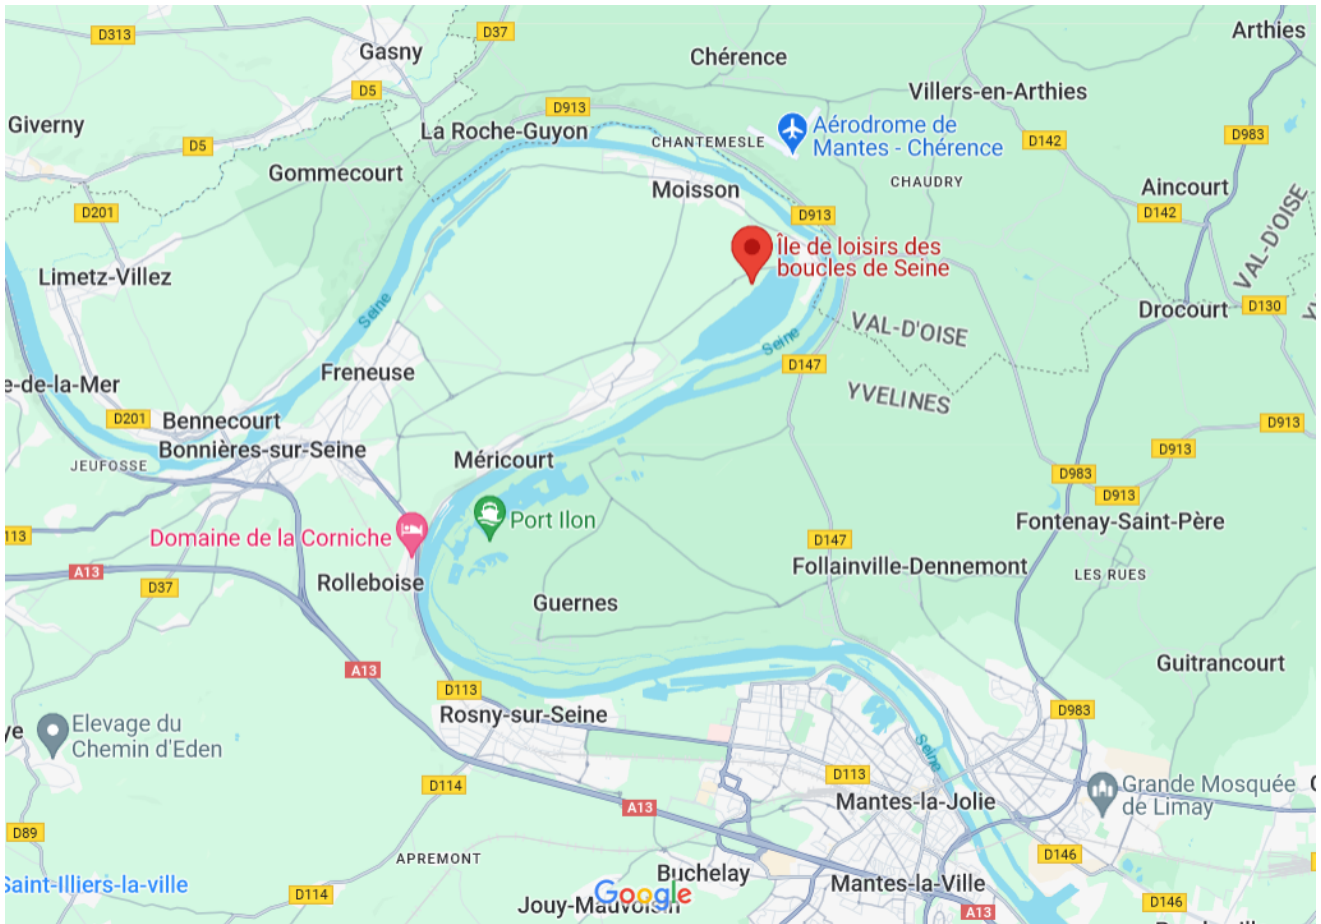 D313
D37
Arthies
Gasny
Chérence
Villers-en-Arthies
D5
D913
Giverny
La Roche-Guyon
Aérodrome de
Mantes - Chérence
D983
D5
CHANTEMESLE
D142
Gommecourt
CHAUDRY
Moisson
Aincourt
D201
D913
D142
VAL-D'OISE
Île de loisirs des
boucles de Seine
Limetz-Villez
Seine
Drocourt
D130
VAL-D'OISE
Seine
D147
Freneuse
e-de-la-Mer
YVELINES
D201
Bennecourt
D913
Bonnières-sur-Seine
D913
JEUFOSSE
Méricourt
D983
D913
Port Ilon
Fontenay-Saint-Père
113
Domaine de la Corniche
D147
Follainville-Dennemont
A13
LES RUES
Rolleboise
D37
Guernes
Guitrancourt
A13
D113
Rosny-sur-Seine
D983
ye
Elevage du
Chemin d'Eden
Seine
D113
D114
Grande Mosquée
de Limay
Mantes-la-Jolie
A13
D89
APREMONT
D146
Buchelay
Saint-Illiers-la-ville
Mantes-la-Ville
D114
Google
Jouy-Mauvoisin
D146
A13